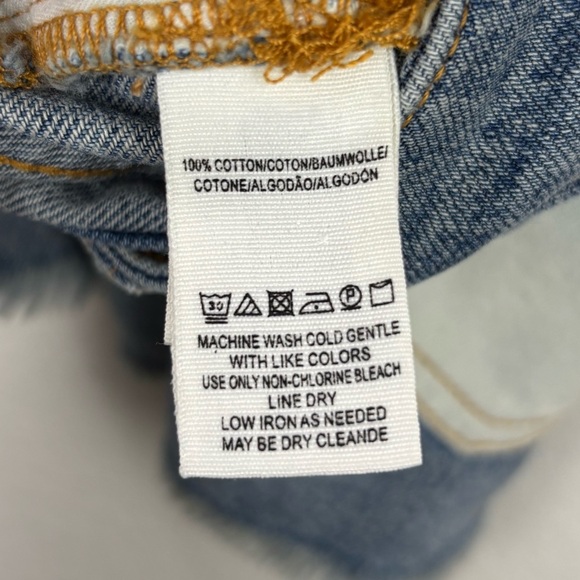 100% COTTON/COTON/BAUMWOLLE/
COTONE/ALGODÃO/ALGODÓN
30 P
MACHINE WASH COLD GENTLE
WITH LIKE COLORS
USE ONLY NON-CHLORINE BLEACH
LINE DRY
LOW IRON AS NEEDED
MAY BE DRY CLEANDE